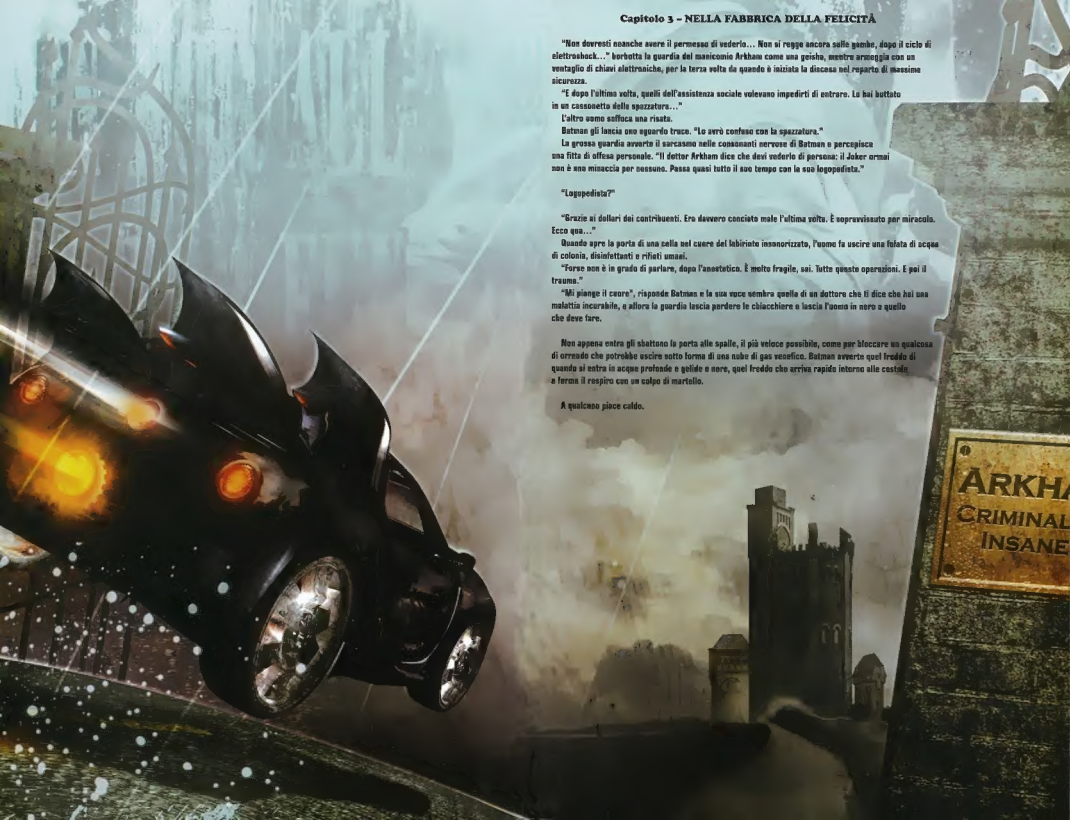 Capitolo 3 – NELLA FABBRICA DELLA FELICITÀ
“Non dovresti neanche avere il permesso di vederlo... Non si regge ancora sulle gambe, dopo il ciclo di
elettroshock...” borbotta la guardia del manicomio Arkham come una geisha, mentre armeggia con un
ventaglio di chiavi elettroniche, per la terza volta da quando è iniziata la discesa nel reparto di massima
sicurezza.
“E dopo l'ultima volta, quelli dell'assistenza sociale volevano impedirti di entrare. Lo hai buttato
in un cassonetto della spazzatura...”
L'altro uomo soffoca una risata.
Batman gli lancia uno sguardo truce. “Lo avrò confuso con la spazzatura.”
La grossa guardia avverte il sarcasmo nelle consonanti nervose di Batman e percepisce
una fitta di offesa personale. “Il dottor Arkham dice che devi vederlo di persona: il Joker ormai
non è una minaccia per nessuno. Passa quasi tutto il suo tempo con la sua logopedista.”
“Logopedista?”
“Grazie ai dollari dei contribuenti. Era davvero conciato male l'ultima volta. È sopravvissuto per miracolo.
Ecco qua...”
Quando apre la porta di una cella nel cuore del labirinto insonorizzato, l'uomo fa uscire una folata di acqua
di colonia, disinfettanti e rifiuti umani.
“Forse non è in grado di parlare, dopo l'anestetico. È molto fragile, sai. Tutte queste operazioni. E poi il
trauma.”
“Mi piange il cuore”, risponde Batman e la sua voce sembra quella di un dottore che ti dice che hai una
malattia incurabile, e allora la guardia lascia perdere le chiacchiere e lascia l'uomo in nero a quello
che deve fare.
Non appena entra gli sbattono la porta alle spalle, il più veloce possibile, come per bloccare un qualcosa
di orrendo che potrebbe uscire sotto forma di una nube di gas venefico. Batman avverte quel freddo di
quando si entra in acque profonde e gelide e nere, quel freddo che arriva rapido intorno alle costole
e ferma il respiro con un colpo di martello.
A qualcuno piace caldo.
ARKHA
CRIMINAL
INSANE